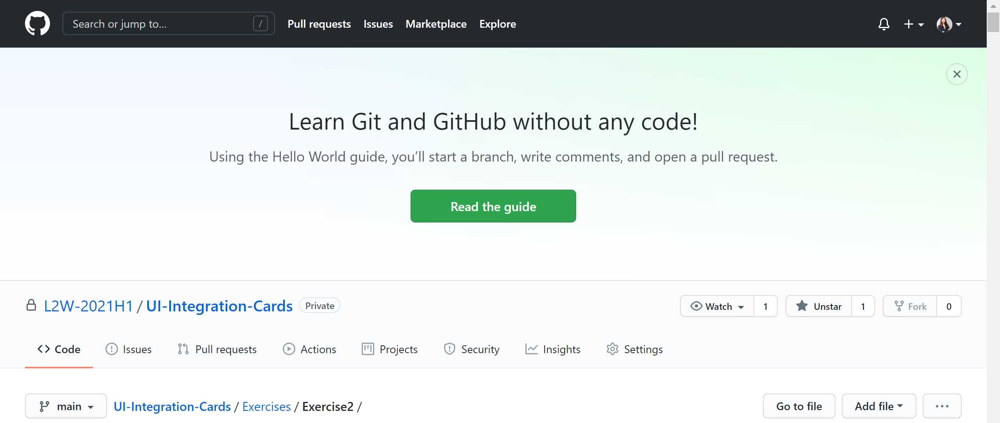 Search or jump to... /
Pull requests Issues Marketplace Explore
Learn Git and GitHub without any code!
Using the Hello World guide, you’ll start a branch, write comments, and open a pull request.
Read the guide
L2W-2021H1 / UI-Integration-Cards Private
Watch 1 Unstar 1 Fork 0
Code Issues Pull requests Actions Projects Security Insights Settings
main UI-Integration-Cards / Exercises / Exercise2 /
Go to file Add file ...